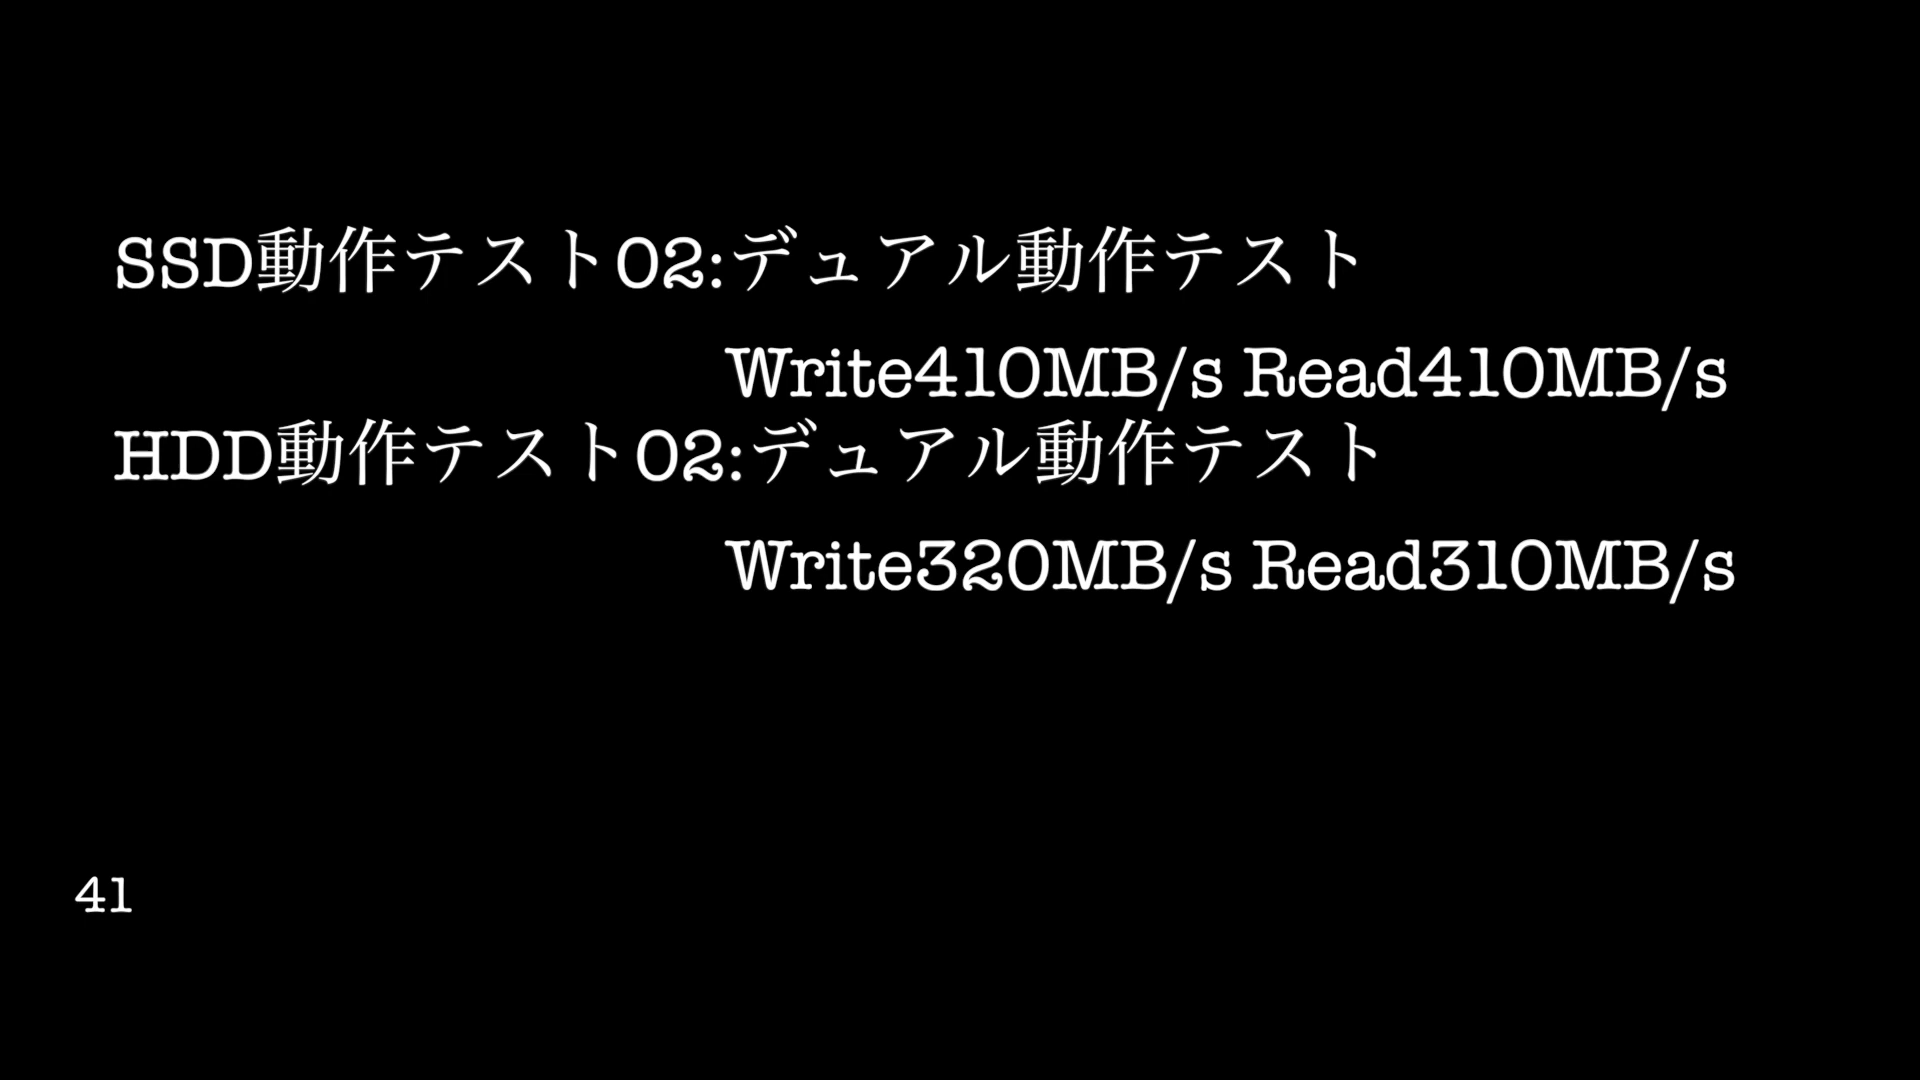 SSD動作テスト02:デュアル動作テスト
Write410MB/s Read410MB/s
HDD動作テスト02:デュアル動作テスト
Write320MB/s Read310MB/s
41